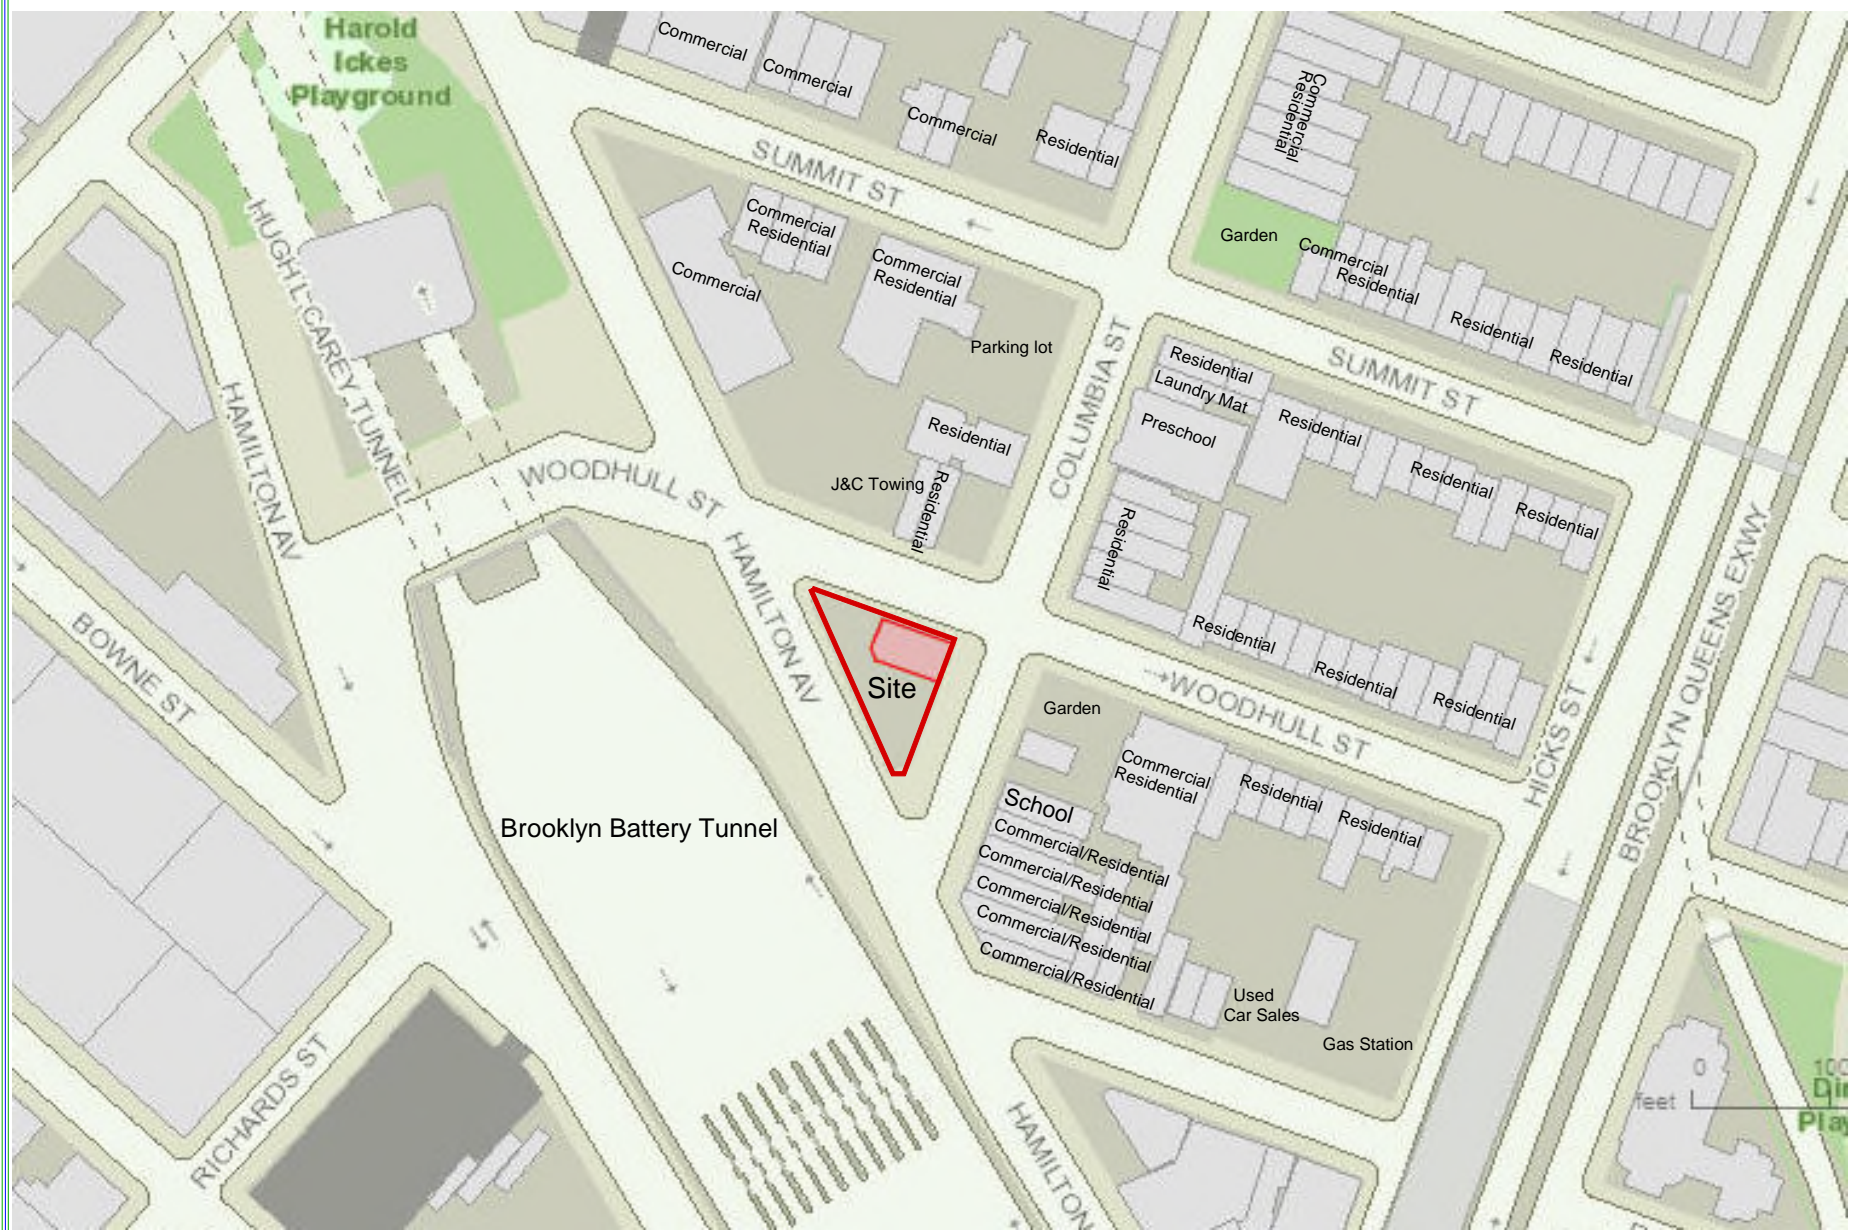 Harold
Ickes
Playground
Commercial
Commercial
Commercial
Residential
Commercial
Residential
SUMMIT ST
Commercial
Residential
Commercial
Commercial
Residential
Parking lot
Garden
Commercial
Residential
Residential
Residential
HUGH L CAREY TUNNEL
HAMILTON AV
WOODHULL ST
HAMILTON AV
COLUMBIA ST
SUMMIT ST
Residential
Laundry Mat
Preschool
Residential
Residential
Residential
Residential
J&C Towing
Residential
Residential
Residential
Residential
Residential
BROOKLYN QUEENS EXWY
HICKS ST
BOWNE ST
Site
Garden
WOODHULL ST
Commercial
Residential
Residential
Residential
School
Commercial/Residential
Commercial/Residential
Commercial/Residential
Commercial/Residential
Commercial/Residential
Brooklyn Battery Tunnel
Used
Car Sales
Gas Station
RICHARDS ST
HAMILTON
0
100
feet